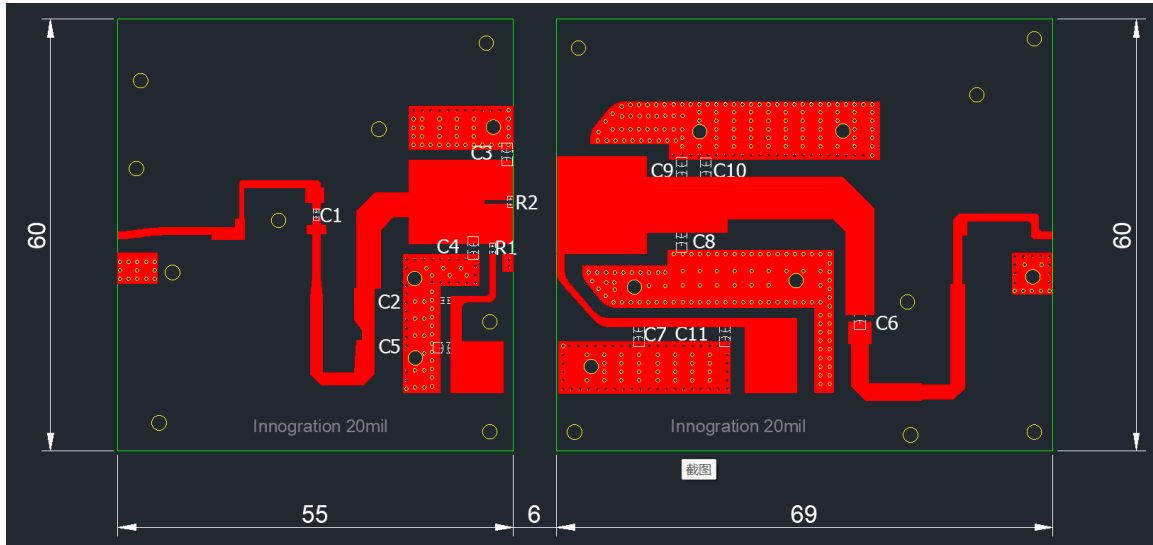 C3
C9
C10
R2
C1
C4
R1
C8
60
60
C2
C6
C5
C7
C11
Innogration 20mil
Innogration 20mil
截图
55
6
69